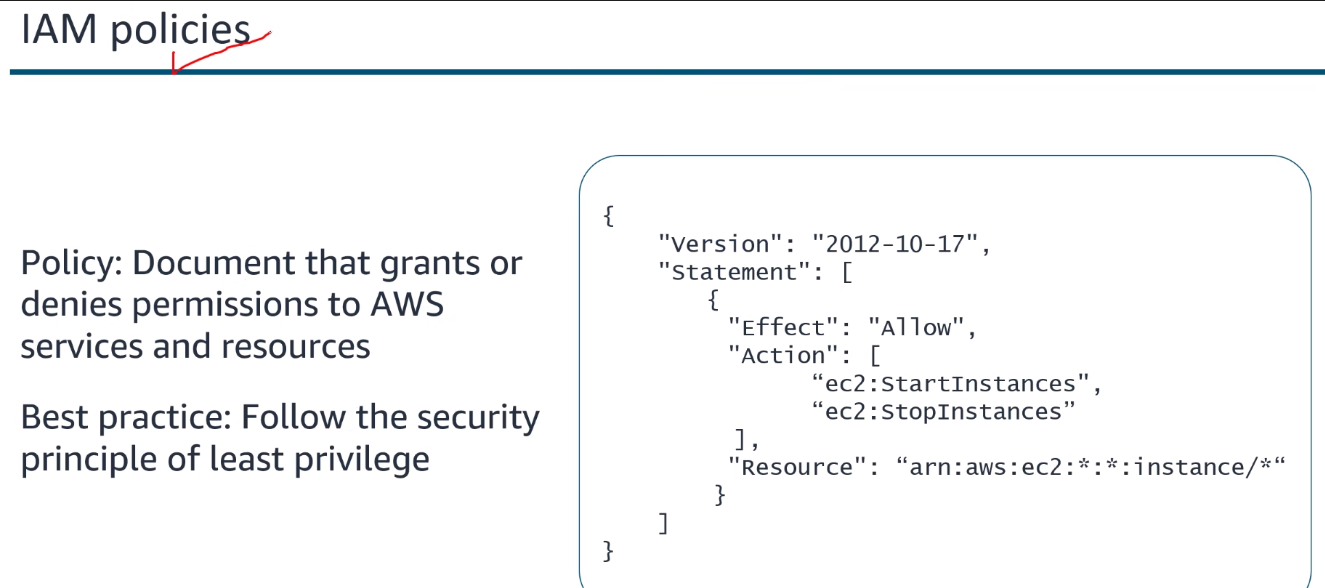 IAM policies
Policy: Document that grants or
denies permissions to AWS
services and resources
Best practice: Follow the security
principle of least privilege
{
"Version": "2012-10-17",
"Statement": [
{
"Effect": "Allow",
"Action": [
“ec2:StartInstances",
“ec2:StopInstances”
],
"Resource": “arn:aws:ec2:*:*:instance/*“
}
]
}